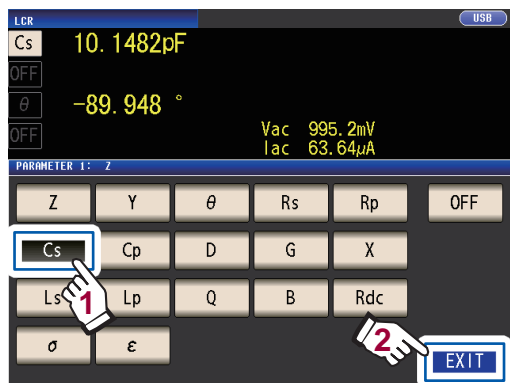 LCR USB
Cs 10.1482pF
OFF
θ -89.948 °
OFF
Vac 995.2mV
Iac 63.64μA
PARAMETER 1: Z
Z Y θ Rs Rp OFF
Cs Cp D G X
Ls Lp Q B Rdc
1
2
σ ε EXIT